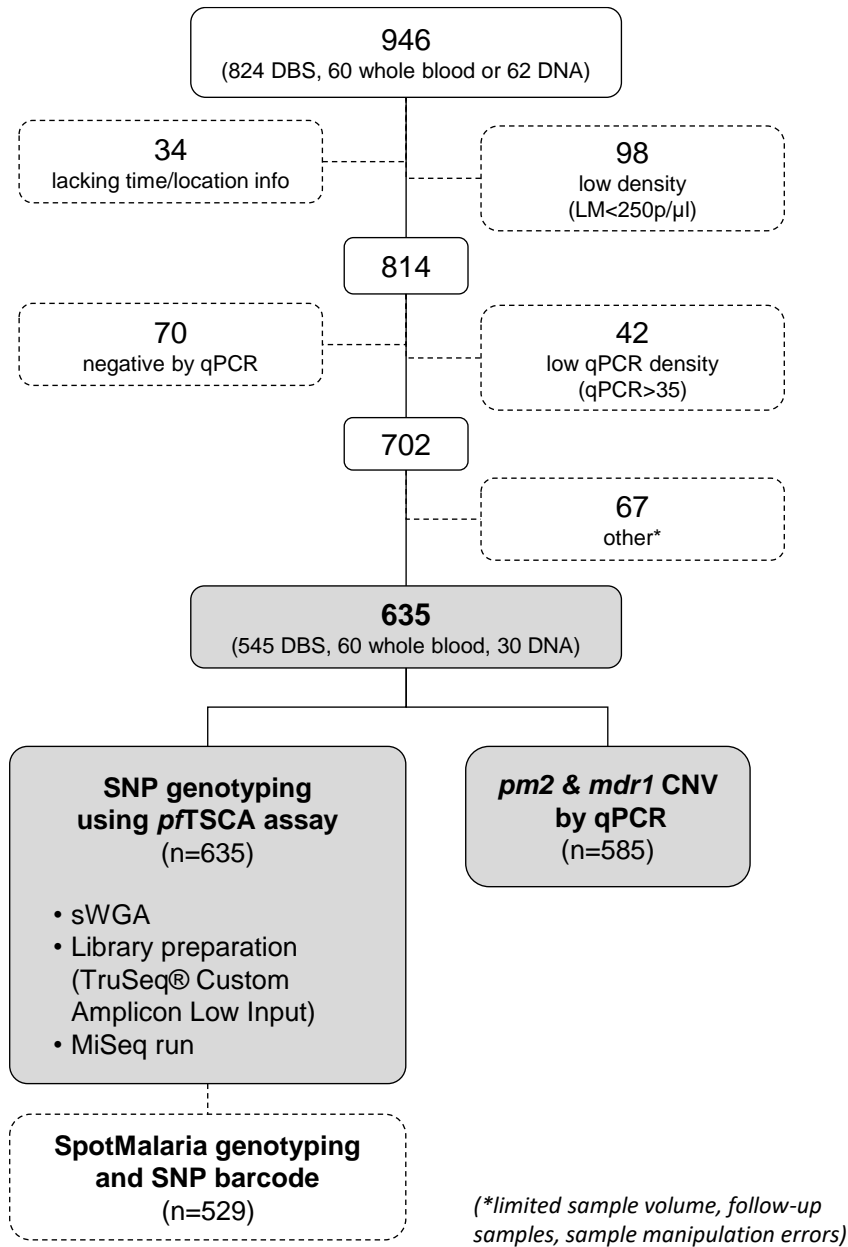 946
(824 DBS, 60 whole blood or 62 DNA)
34
lacking time/location info
98
low density
(LM<250p/µl)
814
70
negative by qPCR
42
low qPCR density
(qPCR>35)
702
67
other*
635
(545 DBS, 60 whole blood, 30 DNA)
SNP genotyping
using pfTSCA assay
(n=635)
• sWGA
• Library preparation
(TruSeq® Custom
Amplicon Low Input)
• MiSeq run
pm2 & mdr1 CNV
by qPCR
(n=585)
SpotMalaria genotyping
and SNP barcode
(n=529)
(*limited sample volume, follow-up
samples, sample manipulation errors)